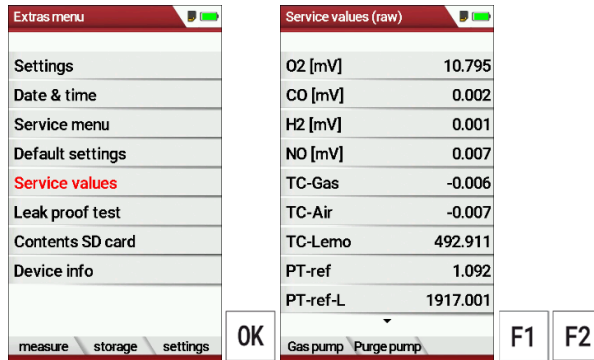 Extras menu
Settings
Date & time
Service menu
Default settings
Service values
Leak proof test
Contents SD card
Device info
measure storage settings
OK
Service values (raw)
O2 [mV] 10.795
CO [mV] 0.002
H2 [mV] 0.001
NO [mV] 0.007
TC-Gas -0.006
TC-Air -0.007
TC-Lemo 492.911
PT-ref 1.092
PT-ref-L 1917.001
Gas pump Purge pump
F1 F2